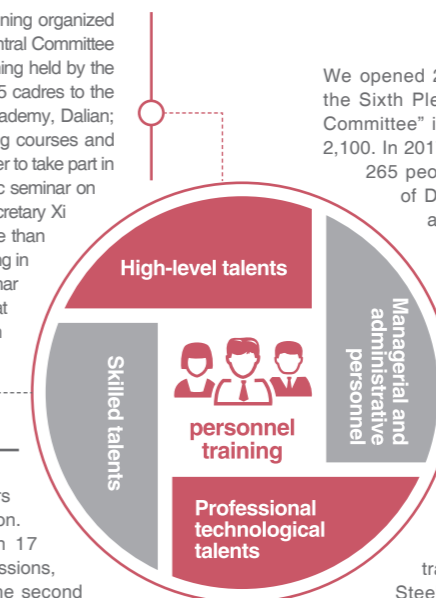 ning organized
ntral Committee
ning held by the
5 cadres to the
ademy, Dalian;
g courses and
er to take part in
c seminar on
cretary Xi
e than
ng in
nar
at
We opened 2
the Sixth Ple
Committee" i
2,100. In 201
265 peo
of D
a
High-level talents
Managerial and
administrative
personnel
Skilled talents
personnel
training
Professional
technological
talents
rs
on.
n 17
ssions,
ne second
tra
Stee